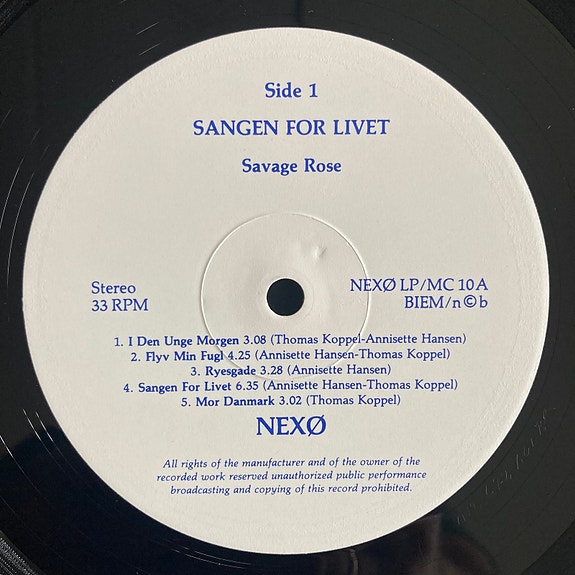 Side 1
SANGEN FOR LIVET
Savage Rose
Stereo
33 RPM
NEXØ LP/MC 10 A
BIEM/n©b
1. I Den Unge Morgen 3.08 (Thomas Koppel-Annisette Hansen)
2. Flyv Min Fugl 4.25 (Annisette Hansen-Thomas Koppel)
3. Ryesgade 3.28 (Annisette Hansen)
4. Sangen For Livet 6.35 (Annisette Hansen-Thomas Koppel)
5. Mor Danmark 3.02 (Thomas Koppel)
NEXØ
All rights of the manufacturer and of the owner of the
recorded work reserved unauthorized public performance
broadcasting and copying of this record prohibited.